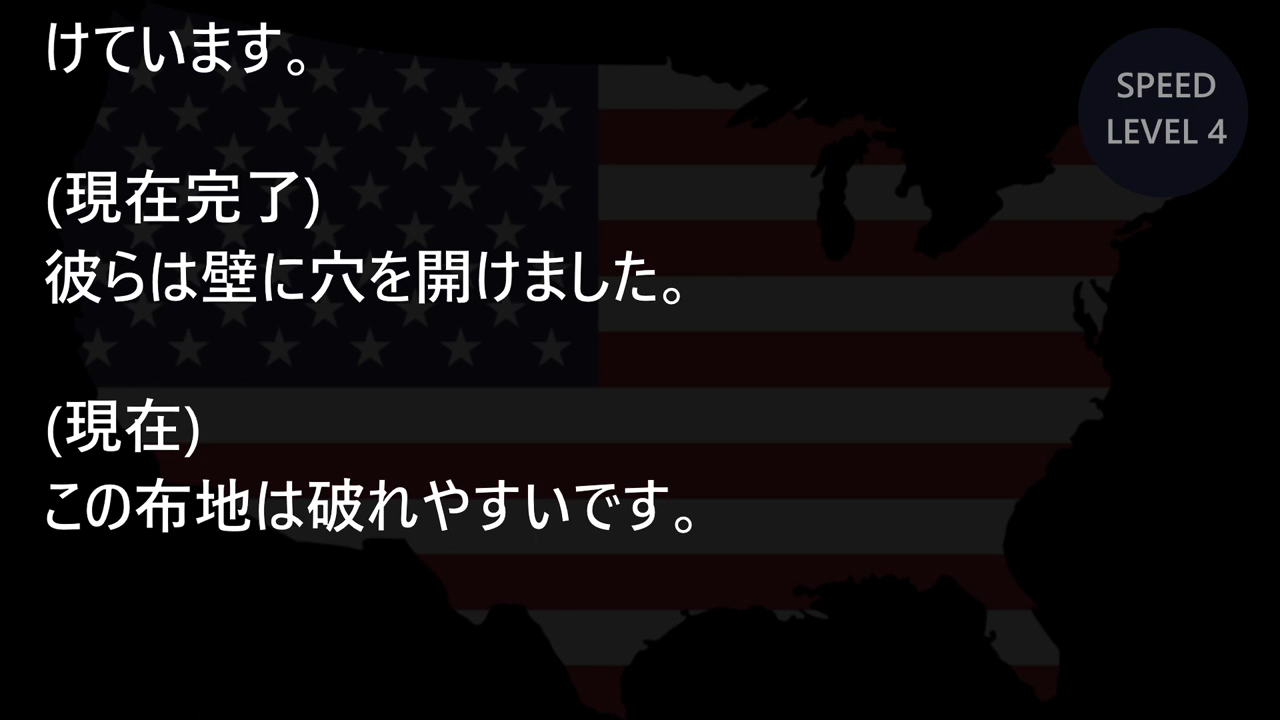 けています。
SPEED
LEVEL 4
(現在完了)
彼らは壁に穴を開けました。
(現在)
この布地は破れやすいです。